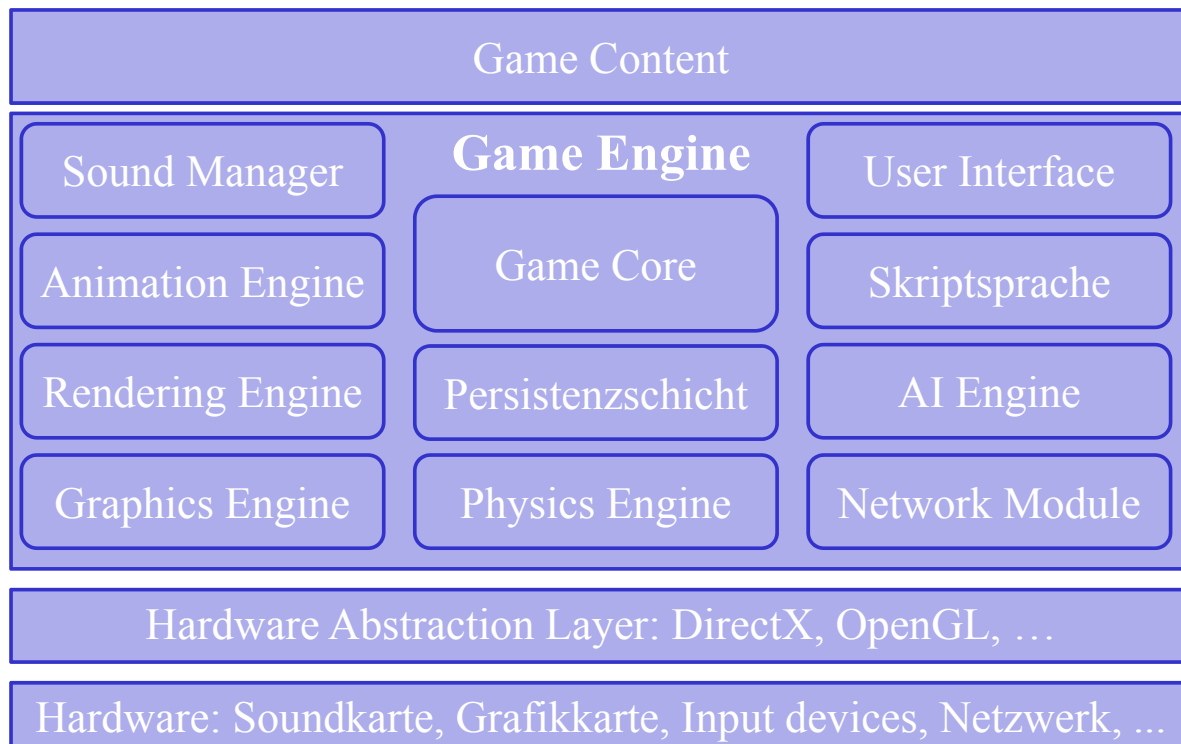 Game Content
Game Engine
Sound Manager
User Interface
Game Core
Animation Engine
Skriptsprache
Rendering Engine
Persistenzschicht
AI Engine
Graphics Engine
Physics Engine
Network Module
Hardware Abstraction Layer: DirectX, OpenGL, …
Hardware: Soundkarte, Grafikkarte, Input devices, Netzwerk, ...